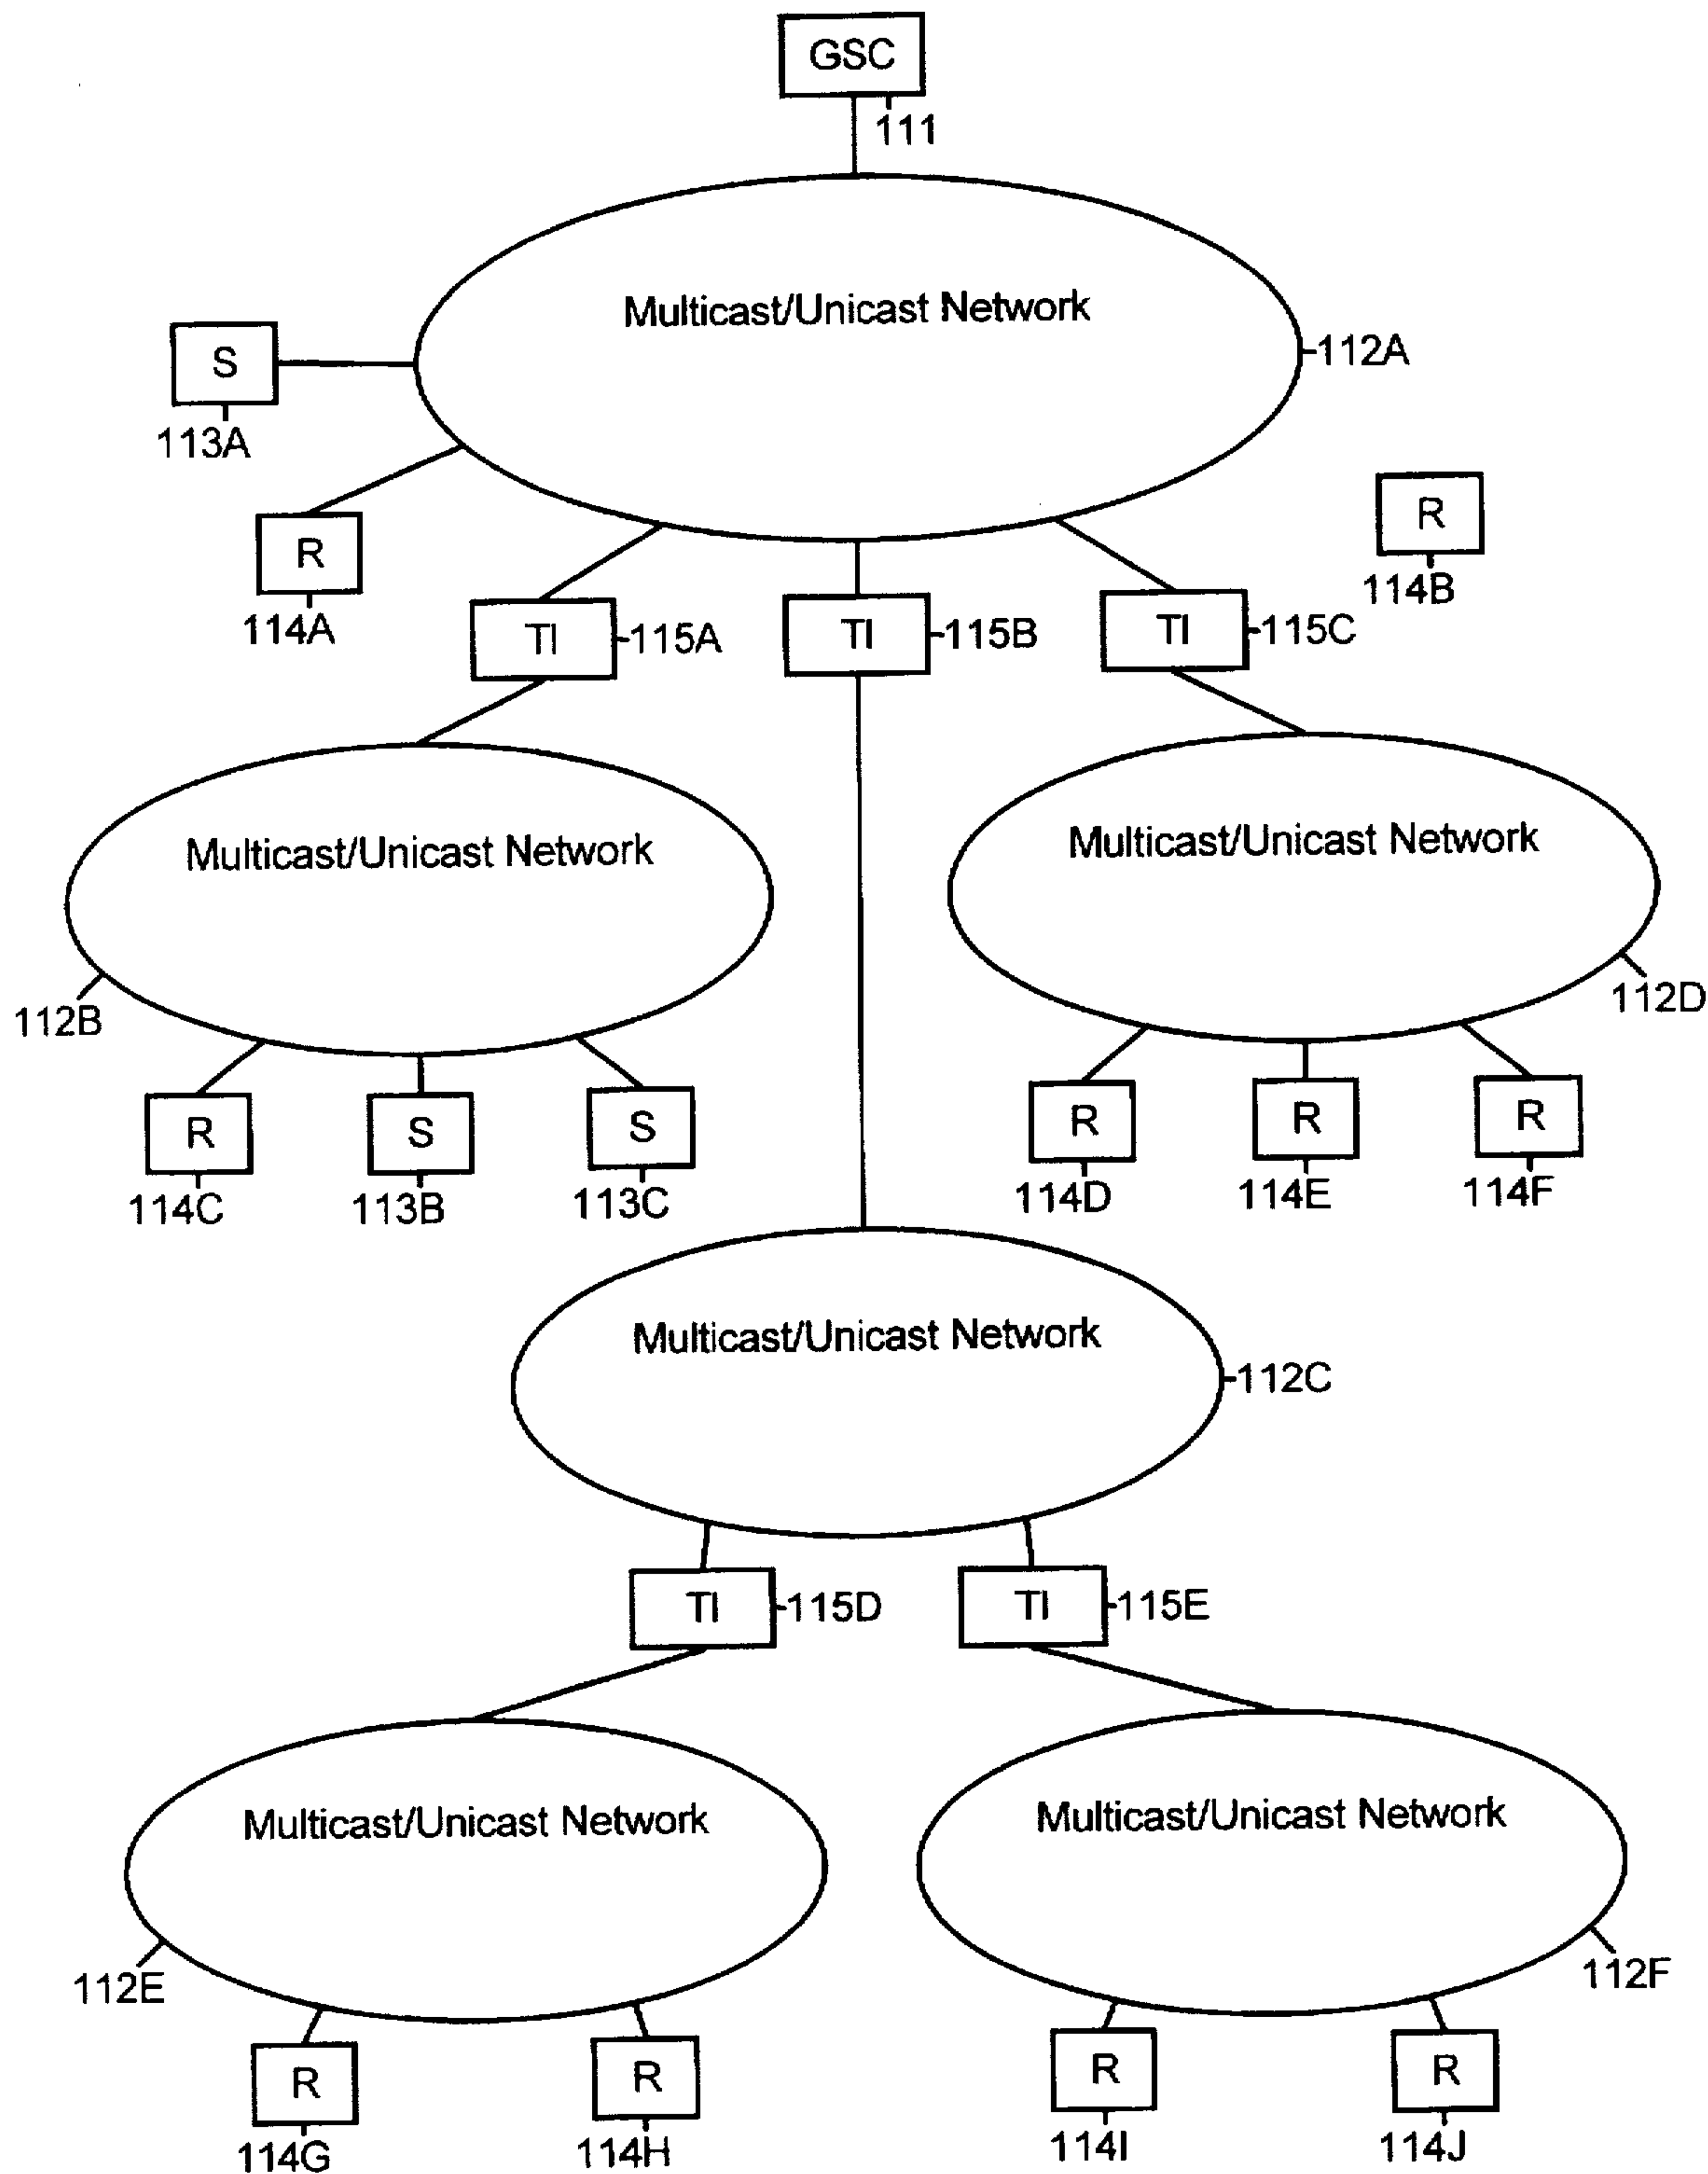 GSC
111
Multicast/Unicast Network
112A
S
113A
R
114A
R
114B
TI
115A
TI
115B
TI
115C
Multicast/Unicast Network
112B
Multicast/Unicast Network
112D
R
114C
S
113B
S
113C
R
114D
R
114E
R
114F
Multicast/Unicast Network
112C
TI
115D
TI
115E
Multicast/Unicast Network
112E
Multicast/Unicast Network
112F
R
114G
R
114H
R
114I
R
114J